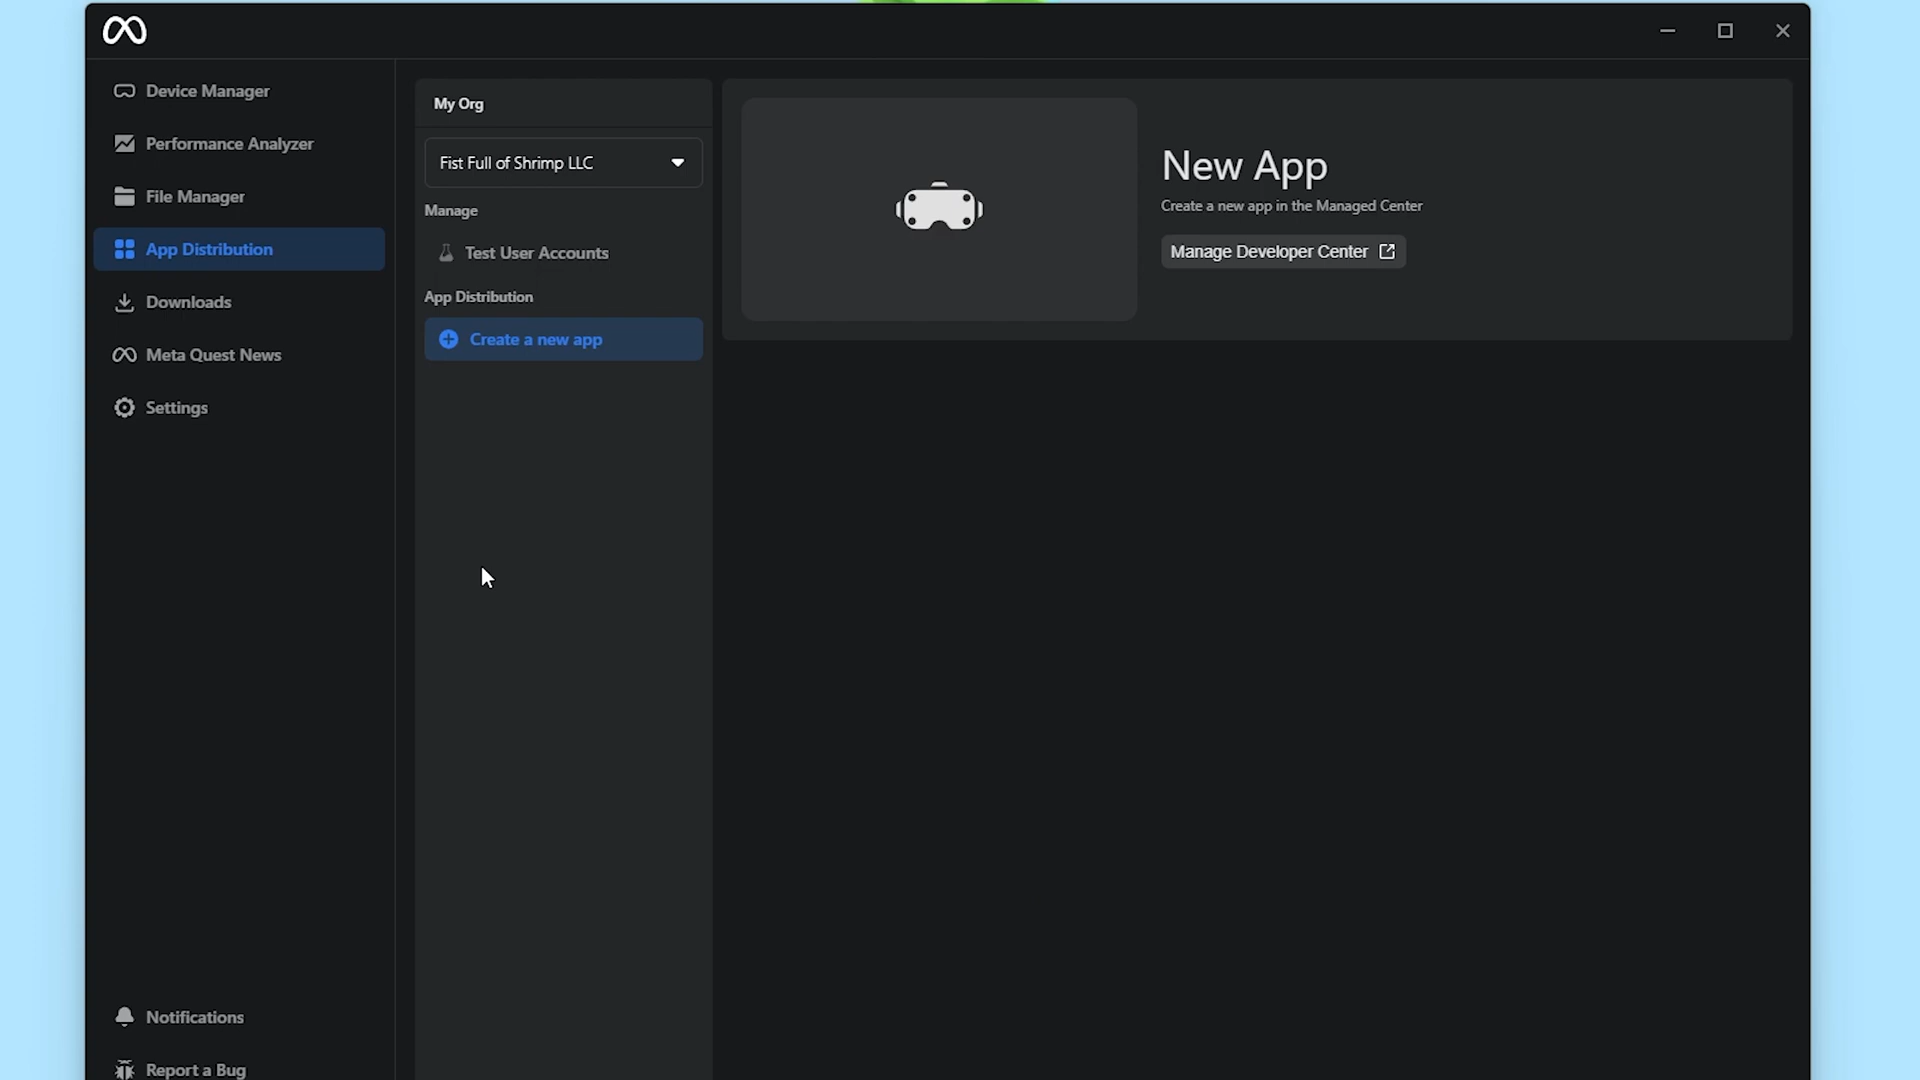 Device Manager
Performance Analyzer
File Manager
App Distribution
Downloads
Meta Quest News
Settings
Notifications
Report a Bug
My Org
Fist Full of Shrimp LLC
Manage
Test User Accounts
App Distribution
Create a new app
New App
Create a new app in the Managed Center
Manage Developer Center